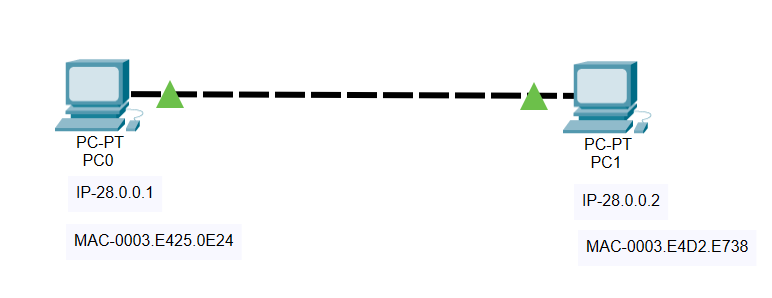 PC-PT
PC0
IP-28.0.0.1
MAC-0003.E425.0E24
PC-PT
PC1
IP-28.0.0.2
MAC-0003.E4D2.E738